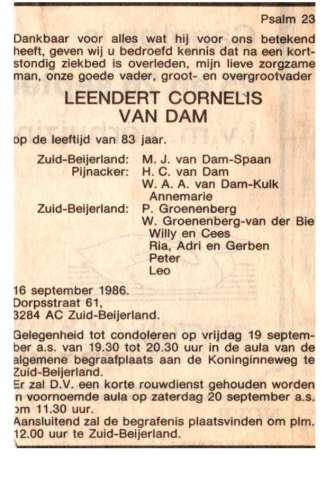 Psalm 23
Dankbaar voor alles wat hij voor ons betekend
heeft, geven wij u bedroefd kennis dat na een kort-
stondig ziekbed is overleden, mijn lieve zorgzame
man, onze goede vader, groot- en overgrootvader
LEENDERT CORNELIS
VAN DAM
op de leeftijd van 83 jaar.
Zuid-Beijerland: M. J. van Dam-Spaan
Pijnacker: H. C. van Dam
W. A. A. van Dam-Kulk
Annemarie
Zuid-Beijerland: P. Groenenberg
W. Groenenberg-van der Bie
Willy en Cees
Ria, Adri en Gerben
Peter
Leo
16 september 1986.
Dorpsstraat 61,
3284 AC Zuid-Beijerland.
Gelegenheid tot condoleren op vrijdag 19 septem-
ber a.s. van 19.30 tot 20.30 uur in de aula van de
algemene begraafplaats aan de Koninginneweg te
Zuid-Beijerland.
Er zal D.V. een korte rouwdienst gehouden worden
in voornoemde aula op zaterdag 20 september a.s.
om 11.30 uur.
Aansluitend zal de begrafenis plaatsvinden om plm.
12.00 uur te Zuid-Beijerland.